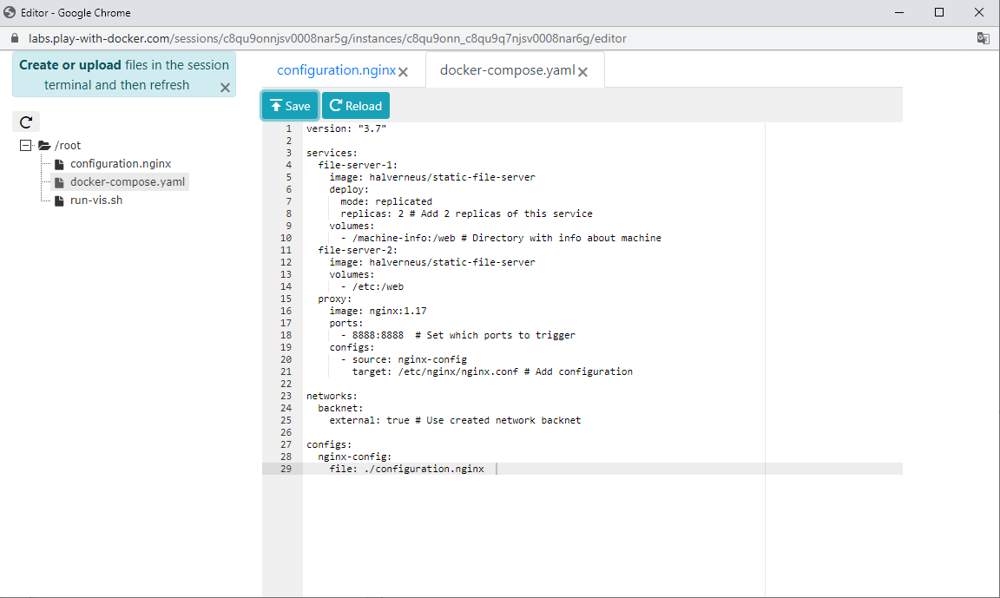 Editor - Google Chrome
labs.play-with-docker.com/sessions/c8qu9onnjsv0008nar5g/instances/c8qu9onn_c8qu9q7njsv0008nar6g/editor
Create or upload files in the session
terminal and then refresh
/root
configuration.nginx
docker-compose.yaml
run-vis.sh
configuration.nginx docker-compose.yaml
Save Reload
1 version: "3.7"
2
3 services:
4   file-server-1:
5     image: halverneus/static-file-server
6     deploy:
7       mode: replicated
8       replicas: 2 # Add 2 replicas of this service
9     volumes:
10       - /machine-info:/web # Directory with info about machine
11   file-server-2:
12     image: halverneus/static-file-server
13     volumes:
14       - /etc:/web
15   proxy:
16     image: nginx:1.17
17     ports:
18       - 8888:8888  # Set which ports to trigger
19     configs:
20       - source: nginx-config
21         target: /etc/nginx/nginx.conf # Add configuration
22
23 networks:
24   backnet:
25     external: true # Use created network backnet
26
27 configs:
28   nginx-config:
29     file: ./configuration.nginx